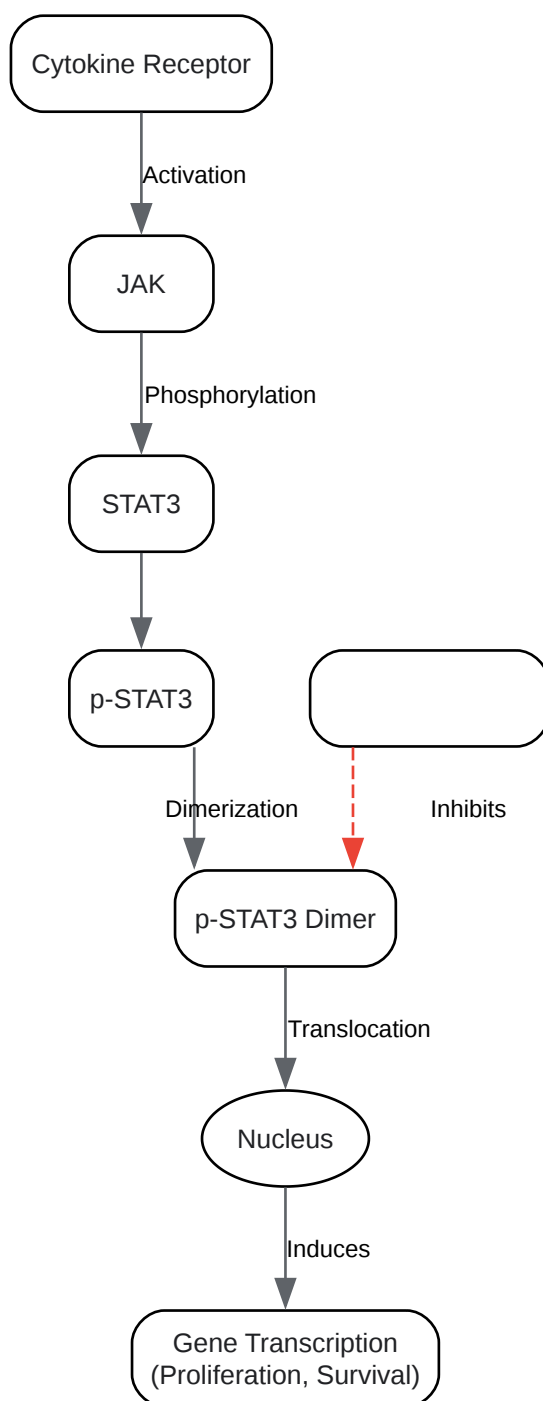 Cytokine Receptor
Activation
JAK
Phosphorylation
STAT3
p-STAT3
Dimerization
Inhibits
p-STAT3 Dimer
Translocation
Nucleus
Induces
Gene Transcription
(Proliferation, Survival)